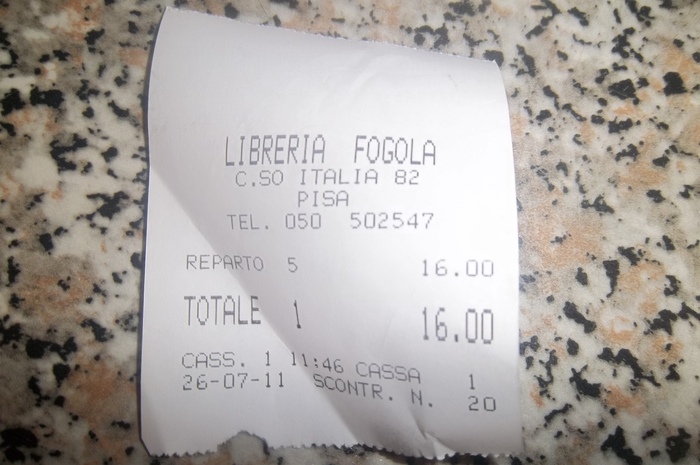 LIBRERIA FOGOLA
C.SO ITALIA 82
PISA
TEL. 050 502547
REPARTO 5 16.00
TOTALE 1 16.00
CASS. 1 11:46 CASSA 1
26-07-11 SCONTR. N. 20